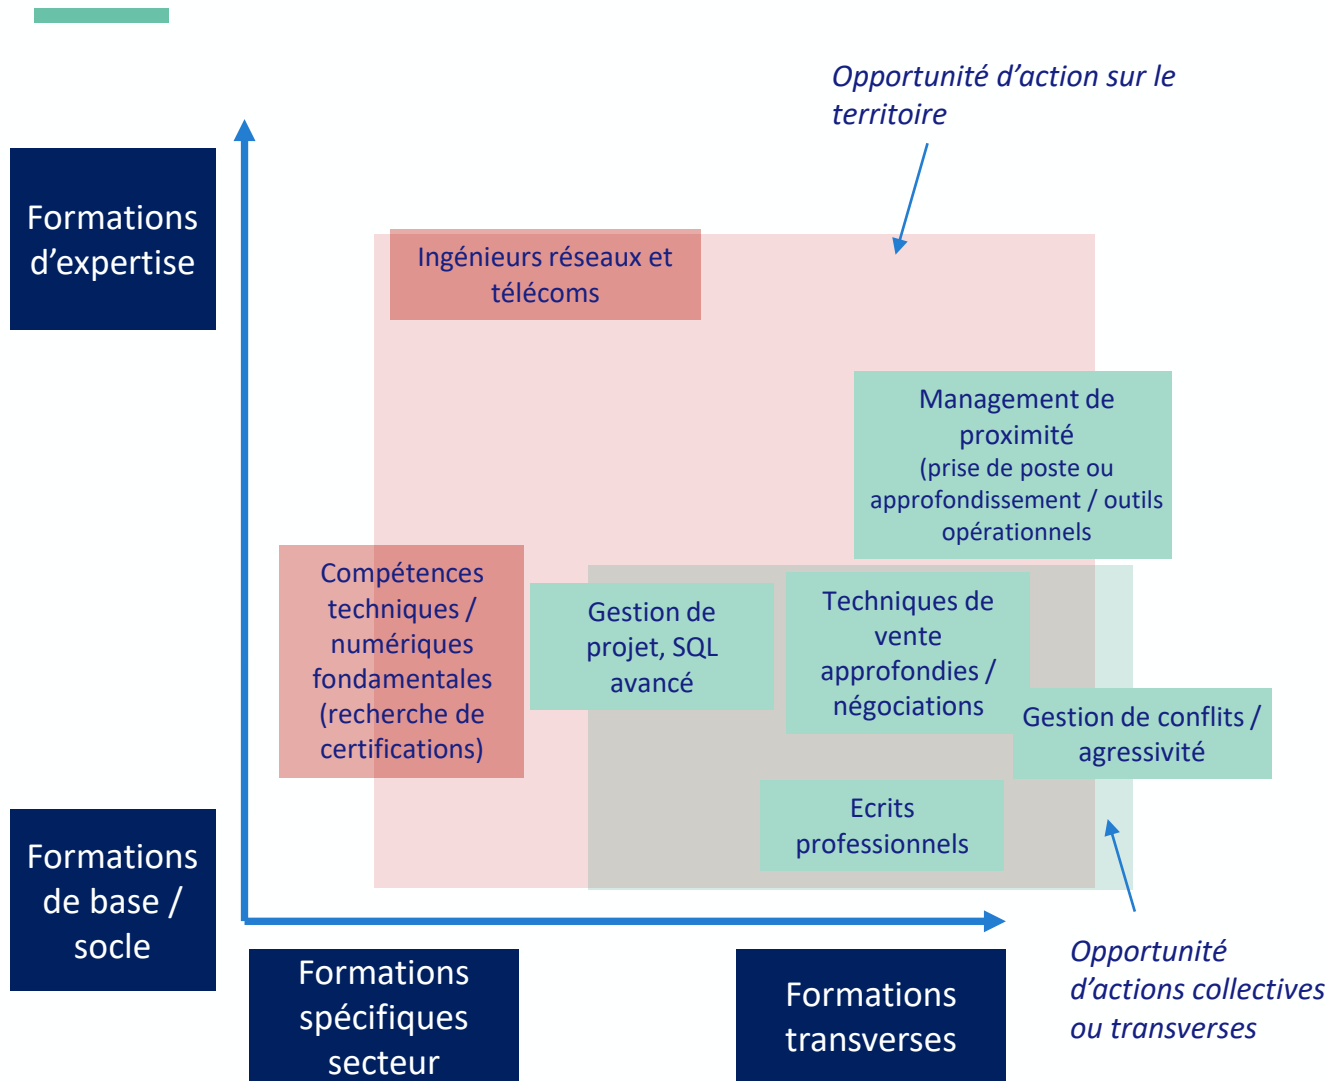 Opportunité d'action sur le
territoire
Formations
d'expertise
Ingénieurs réseaux et
télécoms
Management de
proximité
(prise de poste ou
approfondissement / outils
opérationnels
Compétences
techniques /
numériques
fondamentales
(recherche de
certifications)
Gestion de
projet, SQL
avancé
Techniques de
vente
approfondies /
négociations
Gestion de conflits /
agressivité
Ecrits
professionnels
Formations
de base /
socle
Formations
spécifiques
secteur
Formations
transverses
Opportunité
d'actions collectives
ou transverses